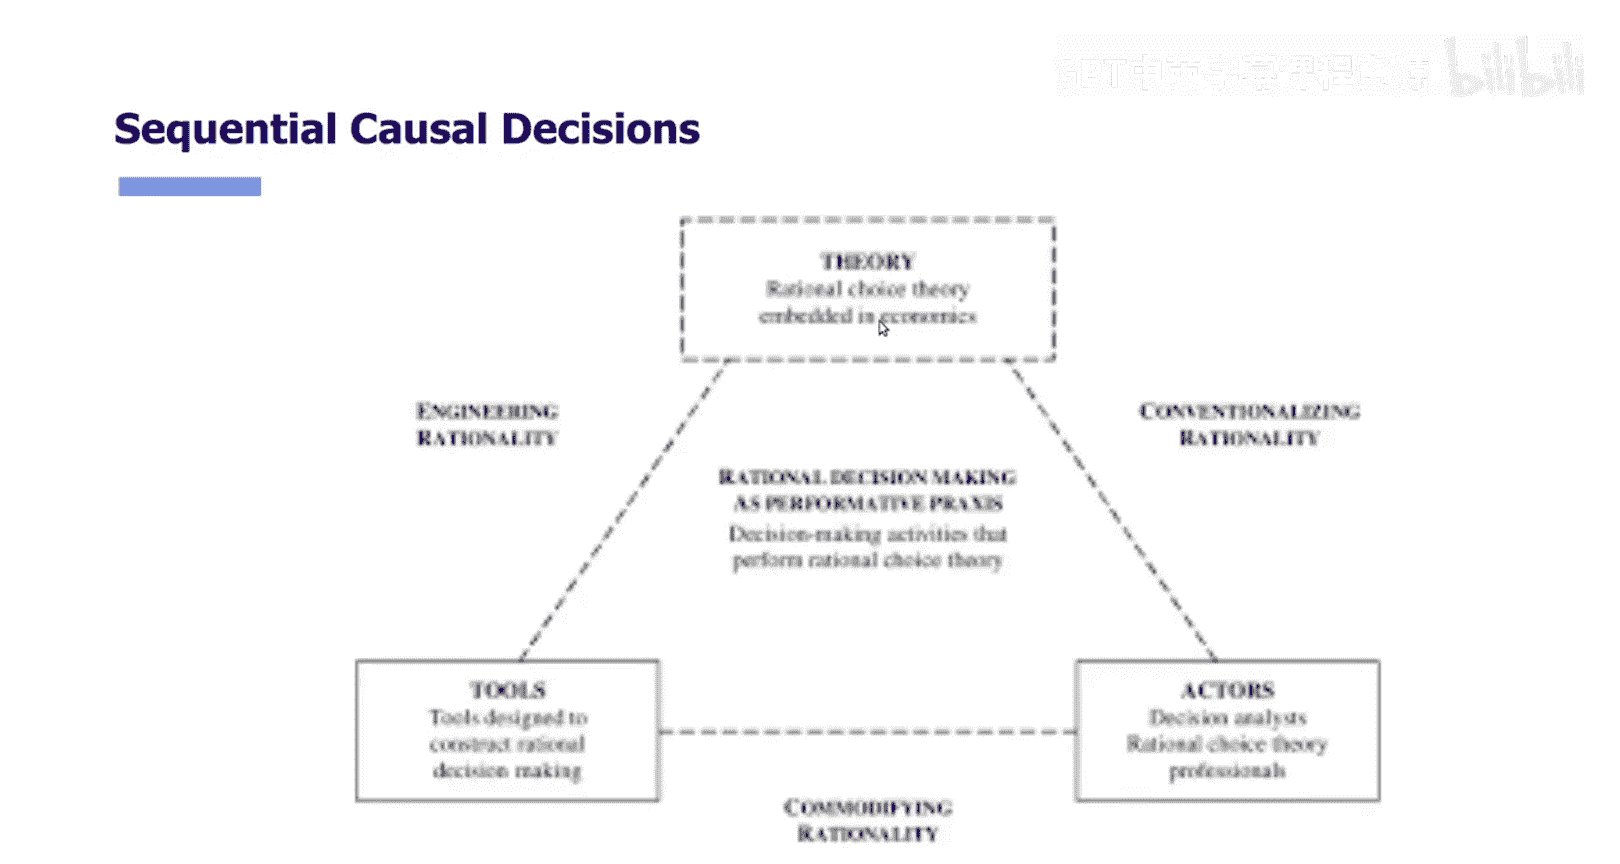 bilibili
Sequential Causal Decisions
THEORY
Rational choice theory
embedded in economics
ENGINEERING
RATIONALITY
CONVENTIONALIZING
RATIONALITY
RATIONAL DECISION MAKING
AS PERFORMATIVE PRAXIS
Decision-making activities that
perform rational choice theory
TOOLS
Tools designed to
construct rational
decision making
ACTORS
Decision analysts
Rational choice theory
professionals
COMMODIFYING
RATIONALITY